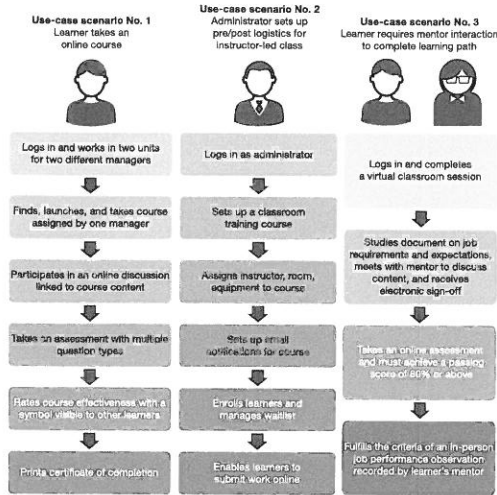 Use-case scenario No. 1
Learner takes an
online course
Logs in and works in two units
for two different managers
Finds, launches, and takes course
assigned by one manager
Participates in an online discussion
linked to course content
Takes an assessment with multiple
question types
Rates course effectiveness with a
symbol visible to other learners
Prints certificate of completion
Use-case scenario No. 2
Administrator sets up
pre/post logistics for
instructor-led class
Logs in as administrator
Sets up a classroom
training course
Assigns instructor, room,
equipment to course
Sets up email
notifications for course
Enrolls learners and
manages waitlist
Enables learners to
submit work online
Use-case scenario No. 3
Learner requires mentor interaction
to complete learning path
Logs in and completes
a virtual classroom session
Studies document on job
requirements and expectations,
meets with mentor to discuss
content, and receives
electronic sign-off
Takes an online assessment
and must achieve a passing
score of 80% or above
Fulfills the criteria of an in-person
job performance observation
recorded by learner's mentor